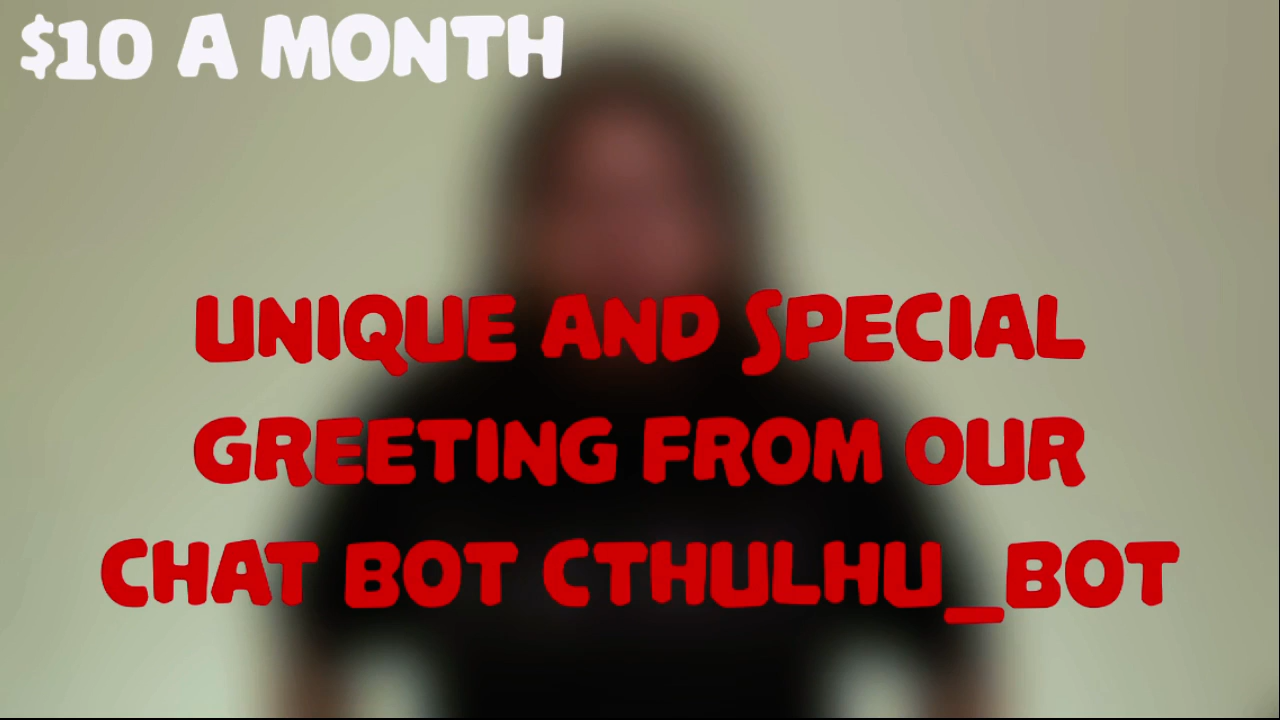 $10 A MONTH
UNIQUE AND SPECIAL
GREETING FROM OUR
CHAT BOT CTHULHU_BOT